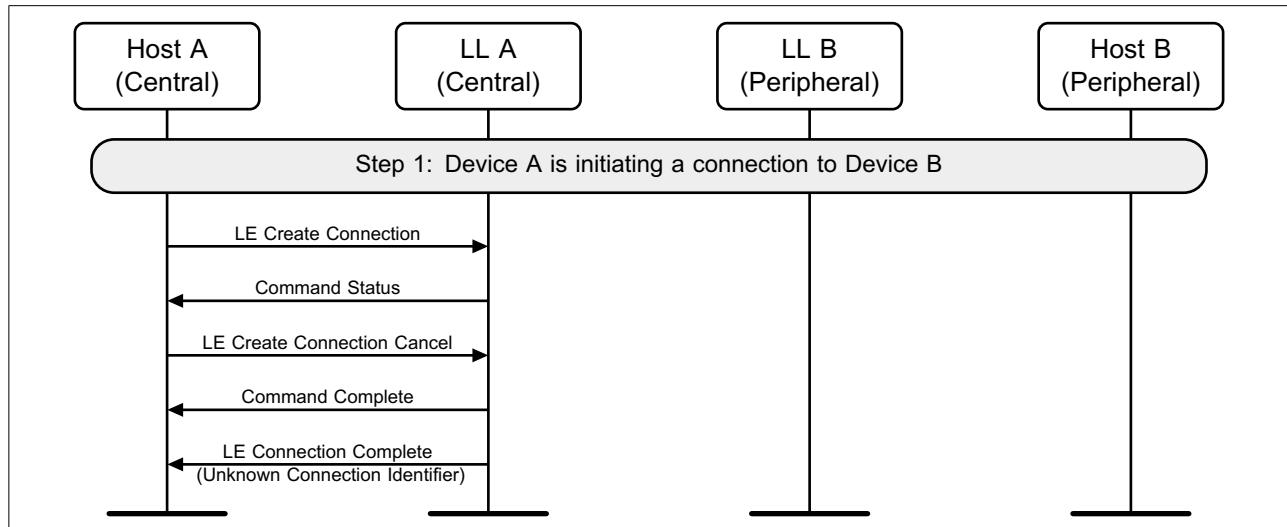 Host A
(Central)
LL A
(Central)
LL B
(Peripheral)
Host B
(Peripheral)
Step 1: Device A is initiating a connection to Device B
LE Create Connection
Command Status
LE Create Connection Cancel
Command Complete
LE Connection Complete
(Unknown Connection Identifier)